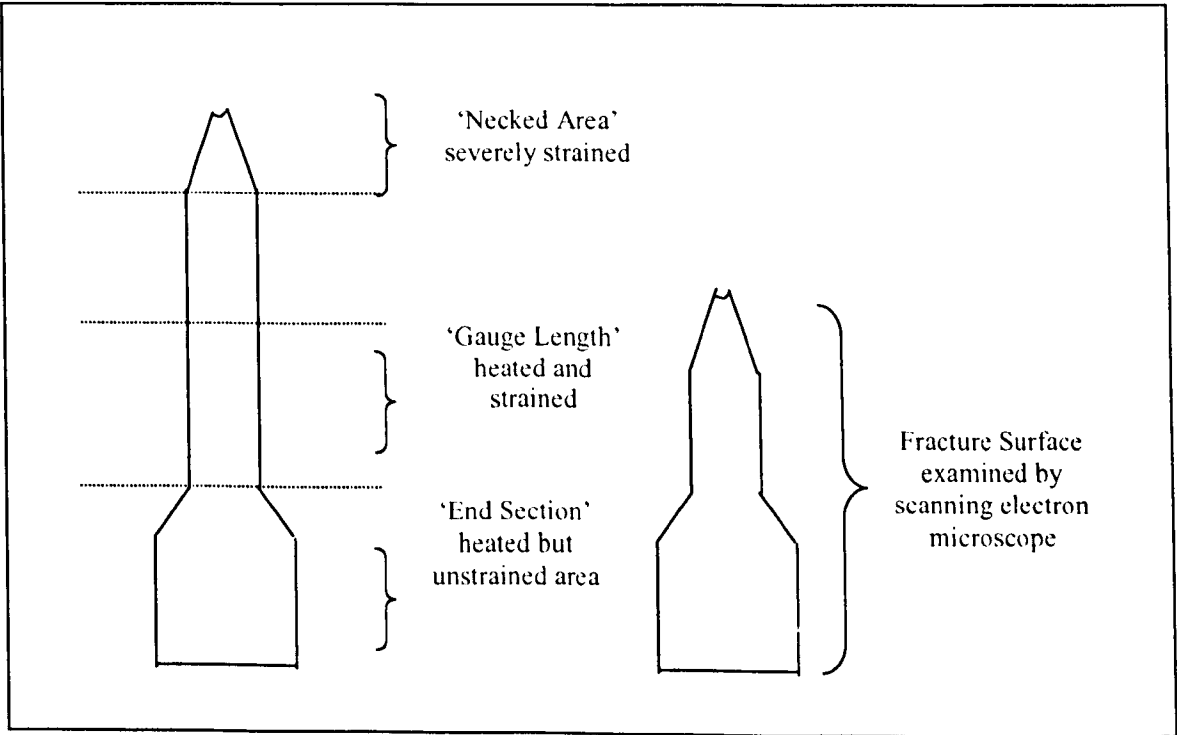 ‘Necked Area’
severely strained
‘Gauge Length’
heated and
strained
‘End Section’
heated but
unstrained area
Fracture Surface
examined by
scanning electron
microscope